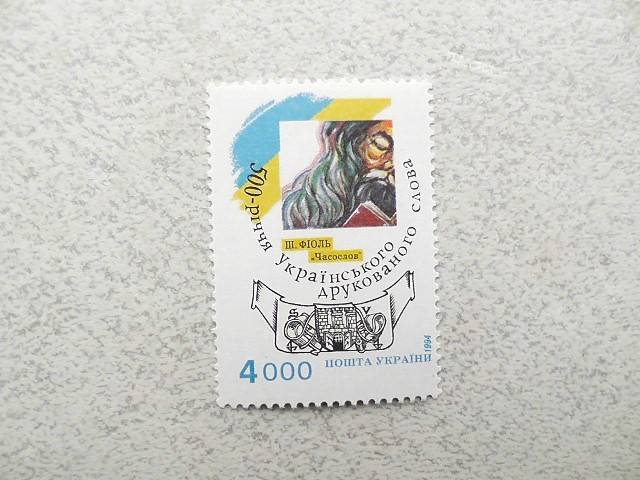 500-річчя українського
друкованого слова
Ш. ФІОЛЬ
„Часослов"
S V
4000
ПОШТА УКРАЇНИ
1994